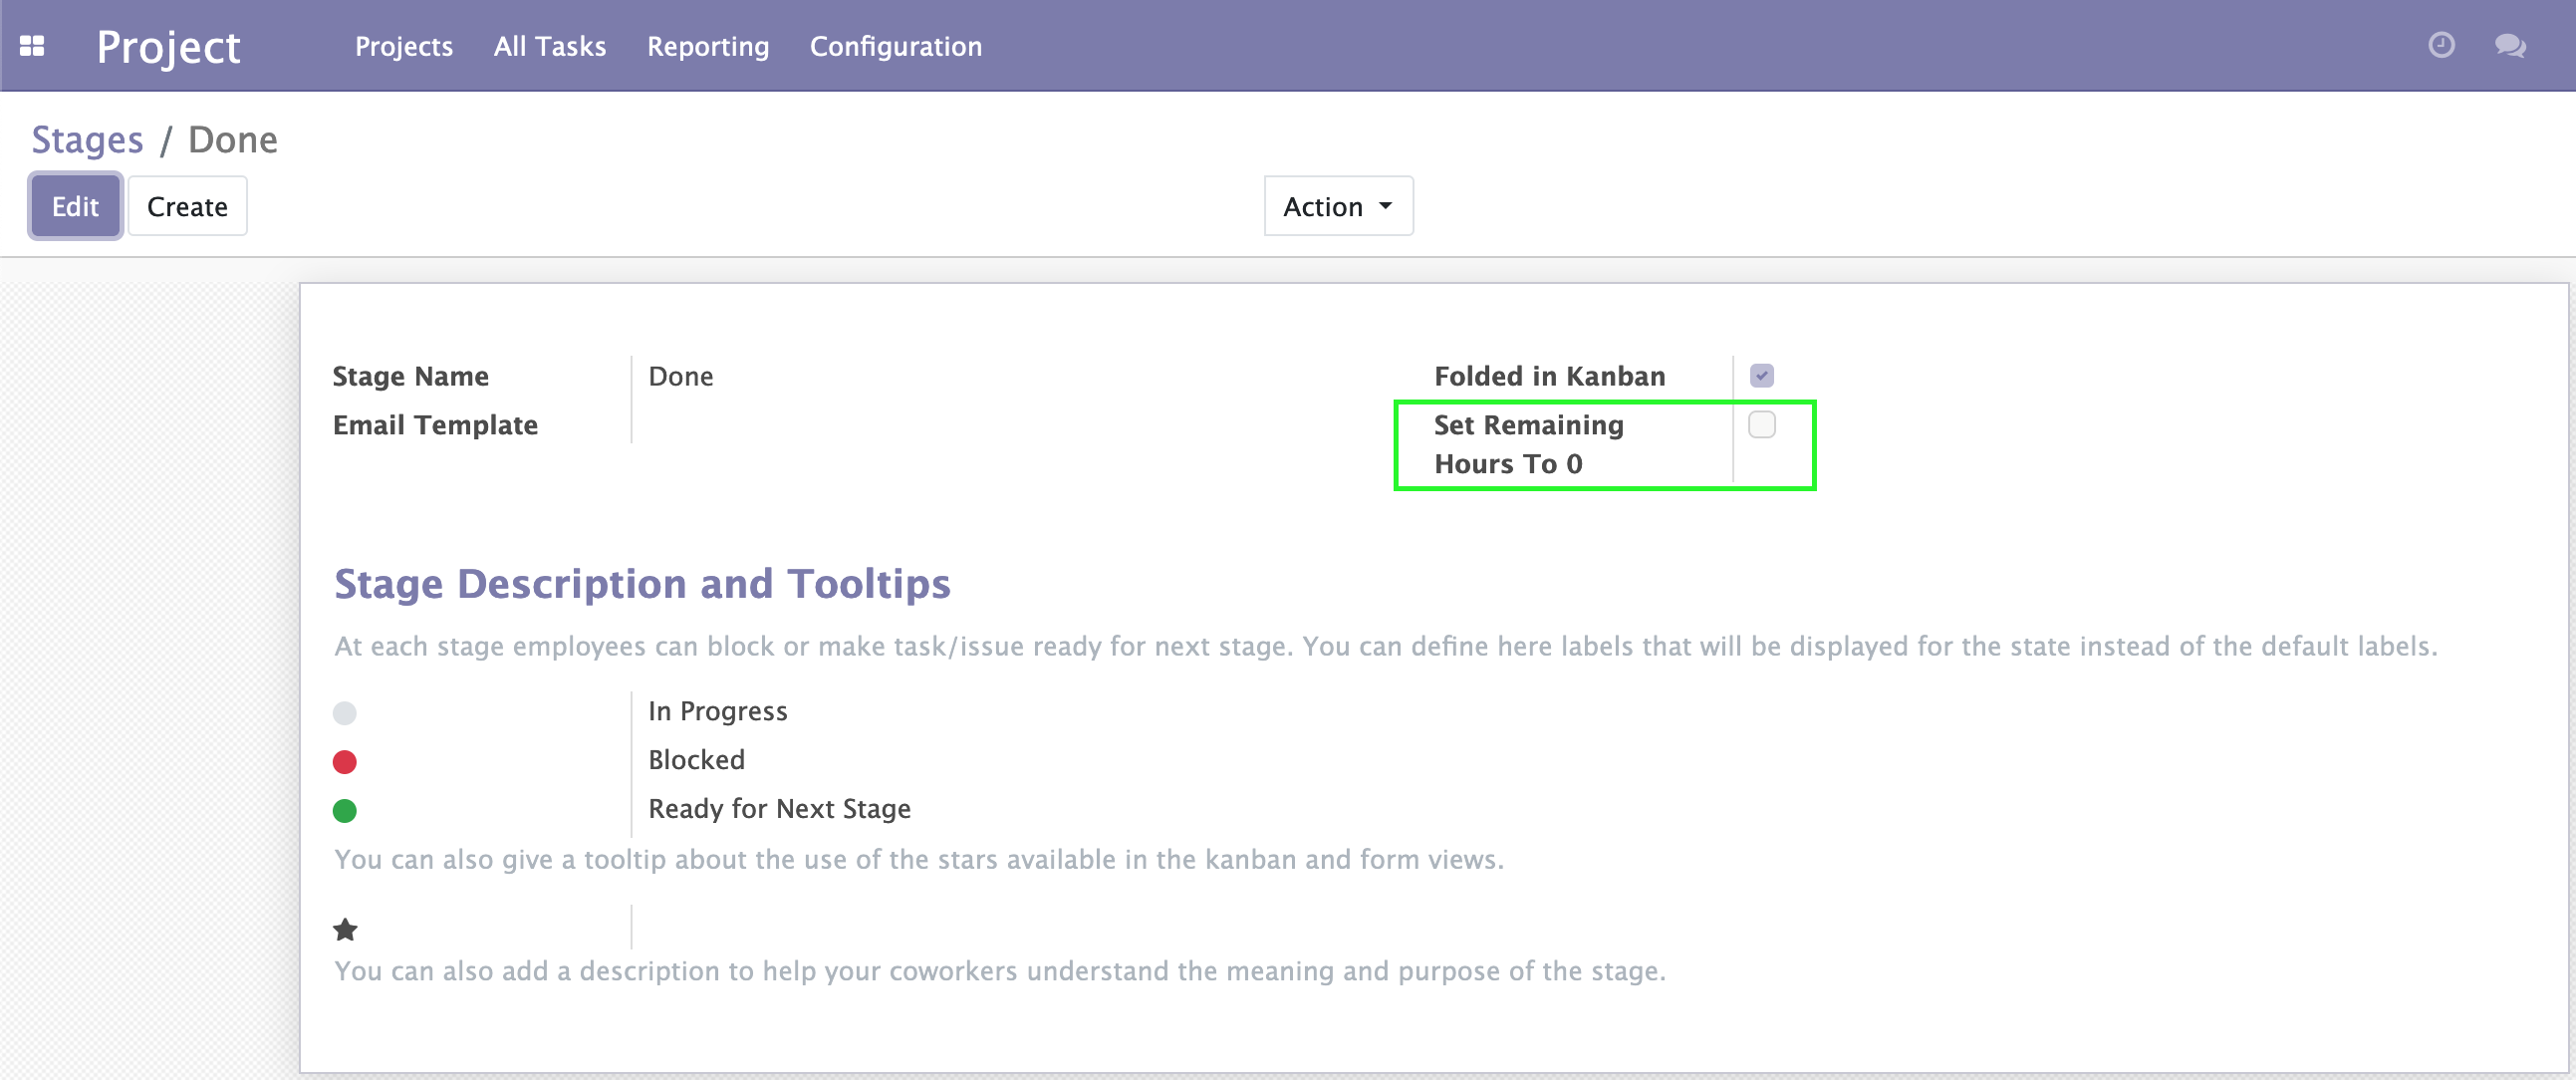 Project Projects All Tasks Reporting Configuration
Stages / Done
Edit Create Action
Stage Name Done
Email Template
Folded in Kanban
Set Remaining
Hours To 0
Stage Description and Tooltips
At each stage employees can block or make task/issue ready for next stage. You can define here labels that will be displayed for the state instead of the default labels.
In Progress
Blocked
Ready for Next Stage
You can also give a tooltip about the use of the stars available in the kanban and form views.
You can also add a description to help your coworkers understand the meaning and purpose of the stage.